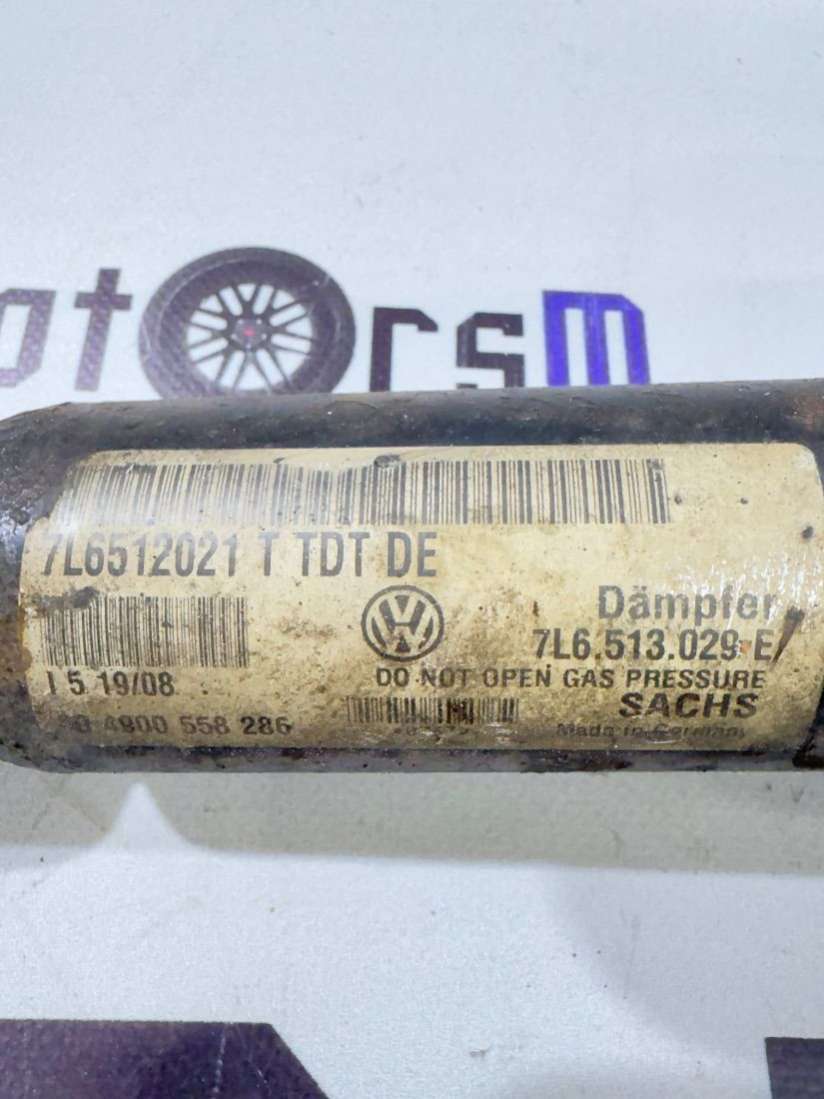 otOrsM
7L6512021 T TDT DE
Dämpfer
7L6.513.029 E
I 5 19/08
DO NOT OPEN GAS PRESSURE
4900 558 286
SACHS
Made in Germany